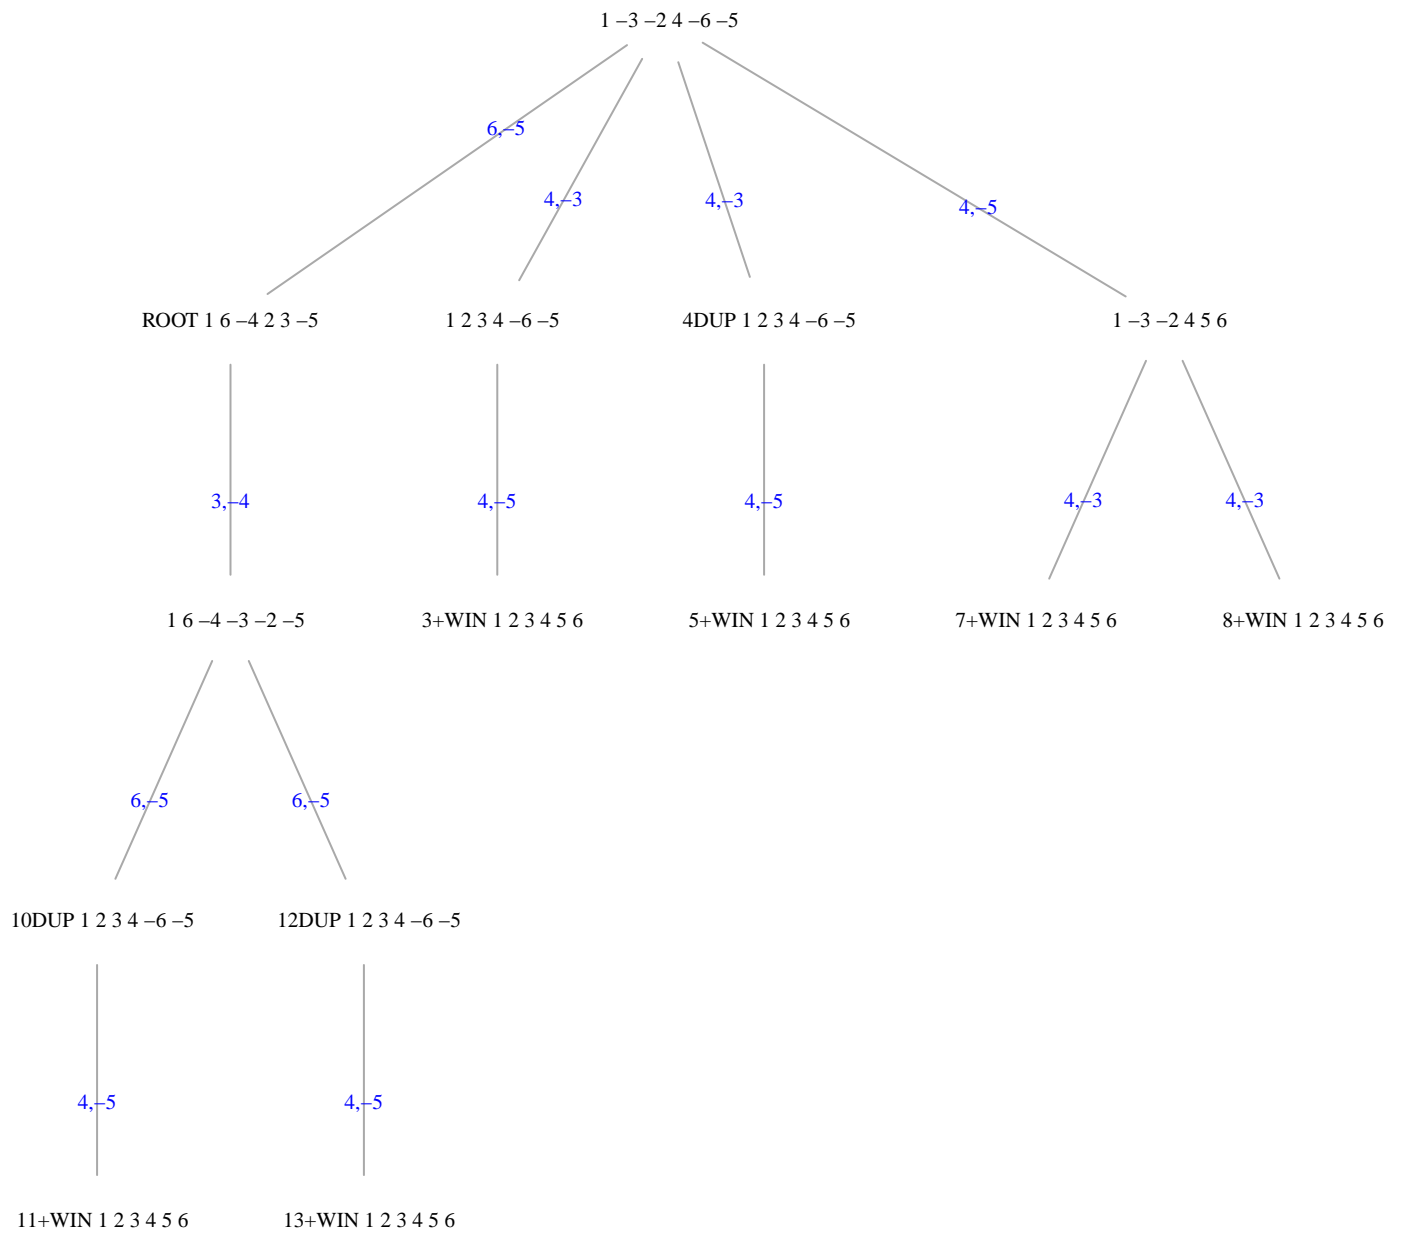 1 –3 –2 4 –6 –5
6,–5
4,–3
4,–3
4,–5
ROOT 1 6 –4 2 3 –5
1 2 3 4 –6 –5
4DUP 1 2 3 4 –6 –5
1 –3 –2 4 5 6
3,–4
4,–5
4,–5
4,–3
4,–3
1 6 –4 –3 –2 –5
3+WIN 1 2 3 4 5 6
5+WIN 1 2 3 4 5 6
7+WIN 1 2 3 4 5 6
8+WIN 1 2 3 4 5 6
6,–5
6,–5
10DUP 1 2 3 4 –6 –5
12DUP 1 2 3 4 –6 –5
4,–5
4,–5
11+WIN 1 2 3 4 5 6
13+WIN 1 2 3 4 5 6